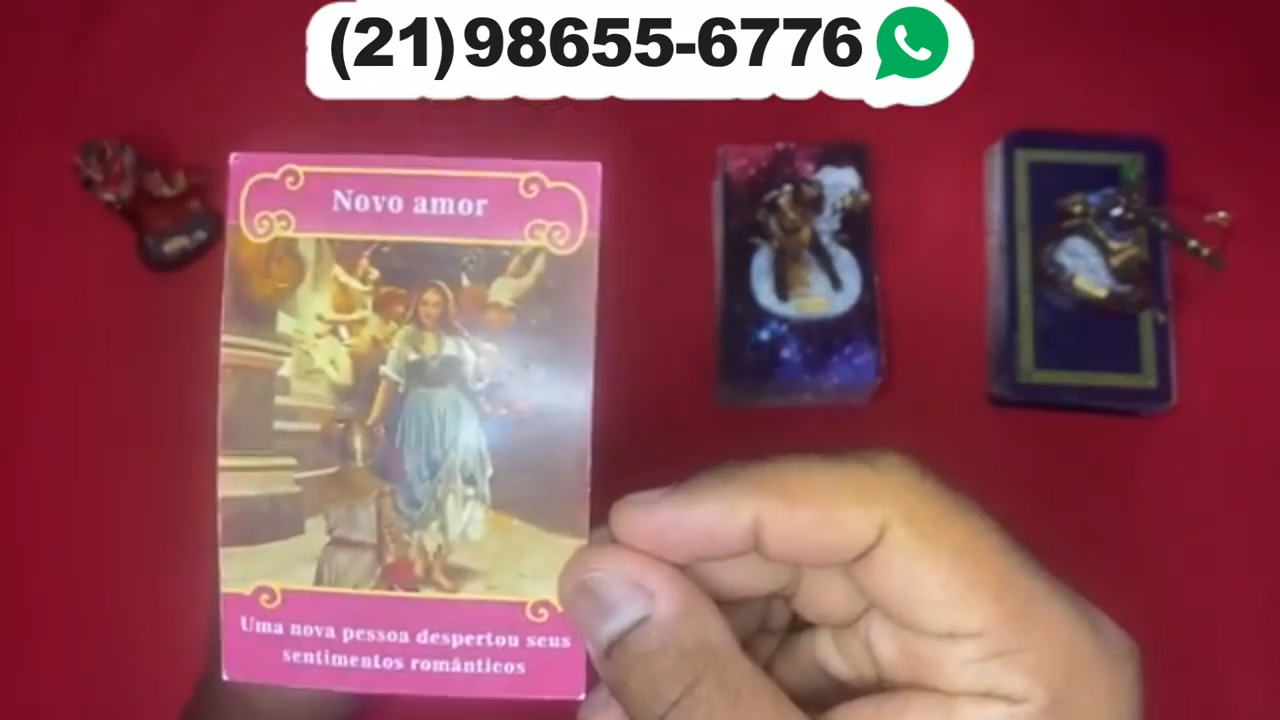 (21) 98655-6776
Novo amor
Uma nova pessoa despertou seus
sentimentos românticos